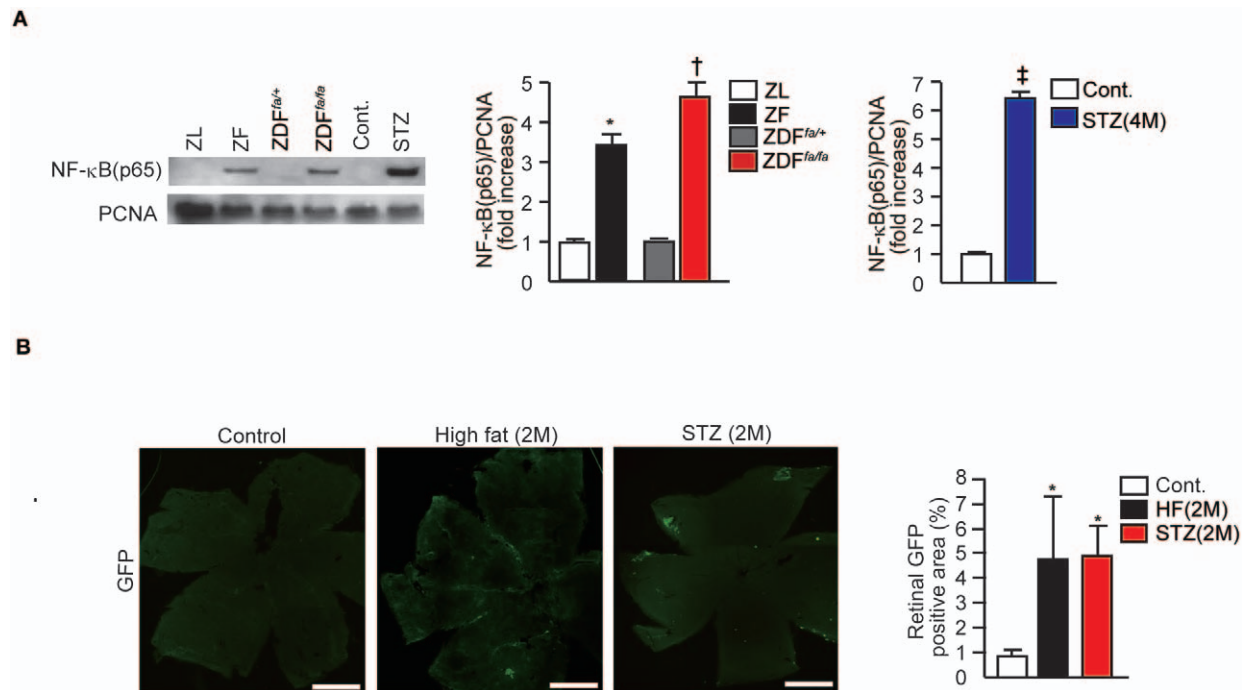 A
ZL
ZF
ZDFfa/+
ZDFfa/fa
Cont.
STZ
NF-κB(p65)
PCNA
NF-κB(p65)/PCNA
(fold increase)
5
4
3
2
1
0
*
†
ZL
ZF
ZDFfa/+
ZDFfa/fa
NF-κB(p65)/PCNA
(fold increase)
7
6
5
4
3
2
1
0
‡
Cont.
STZ(4M)
B
Control
High fat (2M)
STZ (2M)
GFP
Retinal GFP
positive area (%)
8
7
6
5
4
3
2
1
0
*
*
Cont.
HF(2M)
STZ(2M)